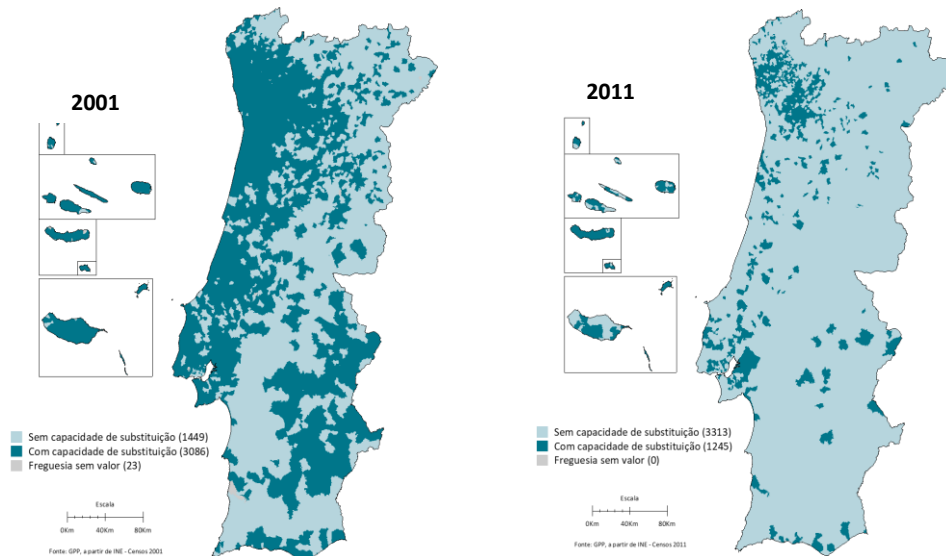 2001
Sem capacidade de substituição (1449)
Com capacidade de substituição (3086)
Freguesia sem valor (23)
Escala
0Km 40Km 80Km
Fonte: GPP, a partir de INE - Censos 2001
2011
Sem capacidade de substituição (3313)
Com capacidade de substituição (1245)
Freguesia sem valor (0)
Escala
0Km 40Km 80Km
Fonte: GPP, a partir de INE - Censos 2011